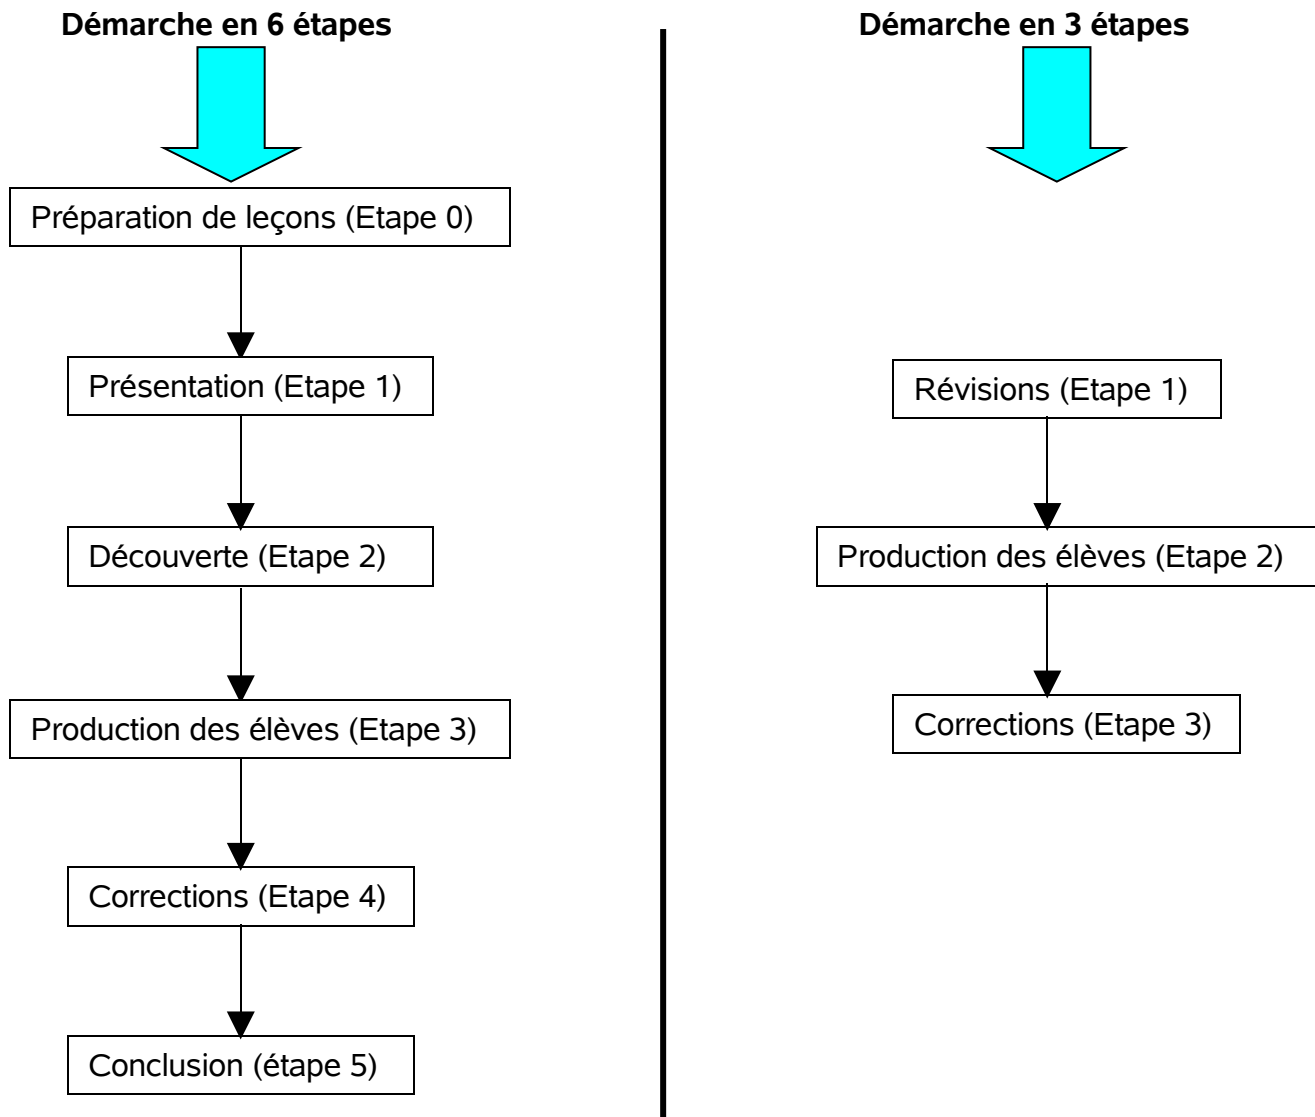 Démarche en 6 étapes
Préparation de leçons (Etape 0)
Présentation (Etape 1)
Découverte (Etape 2)
Production des élèves (Etape 3)
Corrections (Etape 4)
Conclusion (étape 5)
Démarche en 3 étapes
Révisions (Etape 1)
Production des élèves (Etape 2)
Corrections (Etape 3)